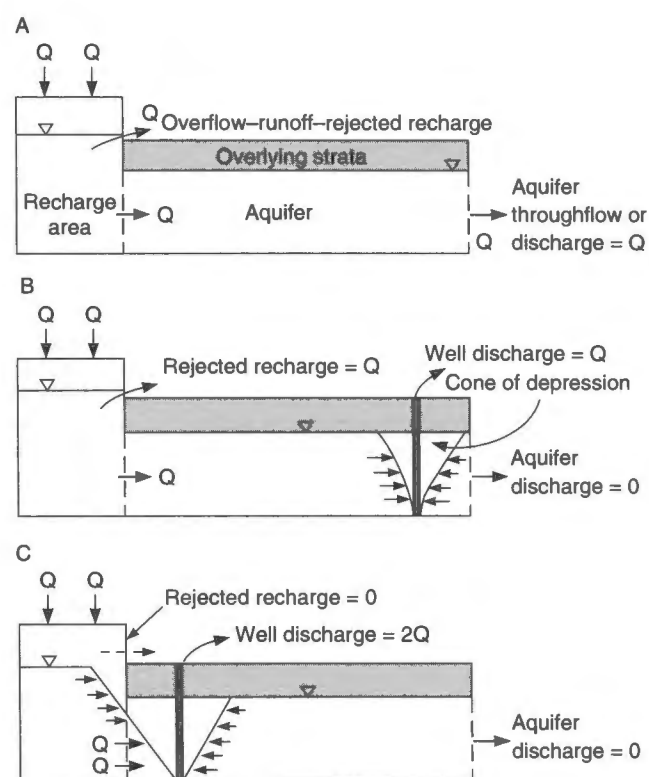 A
Q Q
Q
Overflow–runoff–rejected recharge
Overlying strata
Recharge
area
Q
Aquifer
Q
Aquifer
throughflow or
discharge = Q
B
Q Q
Rejected recharge = Q
Well discharge = Q
Cone of depression
Q
Aquifer
discharge = 0
C
Q Q
Rejected recharge = 0
Well discharge = 2Q
Q
Q
Aquifer
discharge = 0